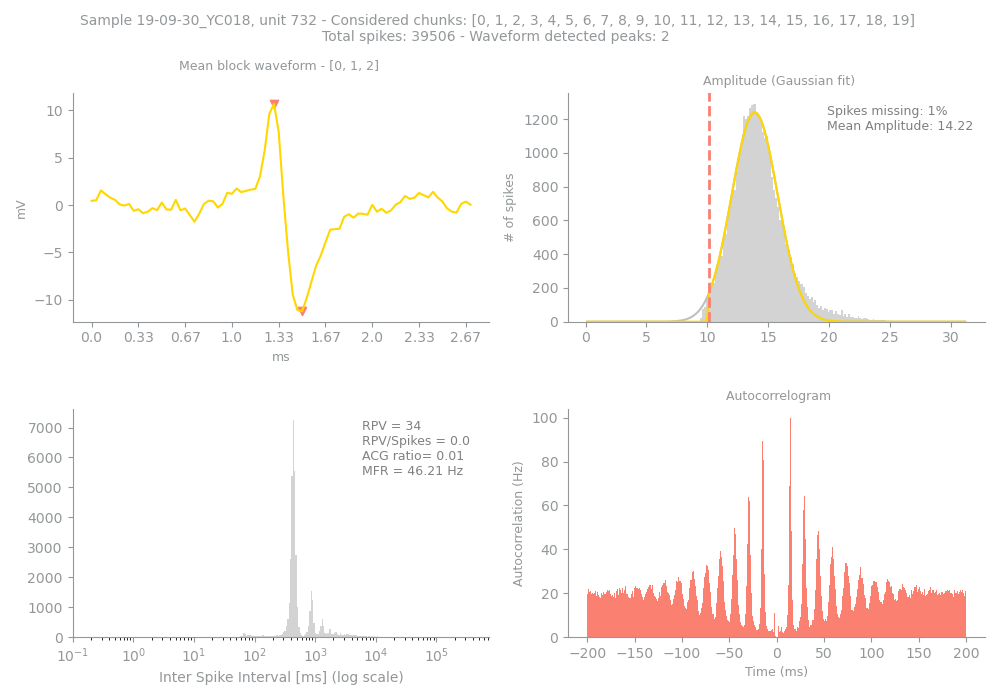 Sample 19-09-30_YC018, unit 732 - Considered chunks: [0, 1, 2, 3, 4, 5, 6, 7, 8, 9, 10, 11, 12, 13, 14, 15, 16, 17, 18, 19]
Total spikes: 39506 - Waveform detected peaks: 2
Mean block waveform - [0, 1, 2]
10
5
0
−5
−10
mV
0.0 0.33 0.67 1.0 1.33 1.67 2.0 2.33 2.67
ms
Amplitude (Gaussian fit)
Spikes missing: 1%
Mean Amplitude: 14.22
1200
1000
800
600
400
200
0
# of spikes
0 5 10 15 20 25 30
RPV = 34
RPV/Spikes = 0.0
ACG ratio= 0.01
MFR = 46.21 Hz
7000
6000
5000
4000
3000
2000
1000
0
10⁻¹ 10⁰ 10¹ 10² 10³ 10⁴ 10⁵
Inter Spike Interval [ms] (log scale)
Autocorrelogram
100
80
60
40
20
0
Autocorrelation (Hz)
−200 −150 −100 −50 0 50 100 150 200
Time (ms)